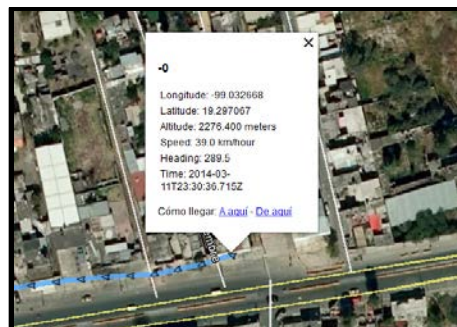 -0
Longitude: -99.032668
Latitude: 19.297067
Altitude: 2276.400 meters
Speed: 39.0 km/hour
Heading: 289.5
Time: 2014-03-
11T23:30:36.715Z
Cómo llegar: A aquí - De aquí